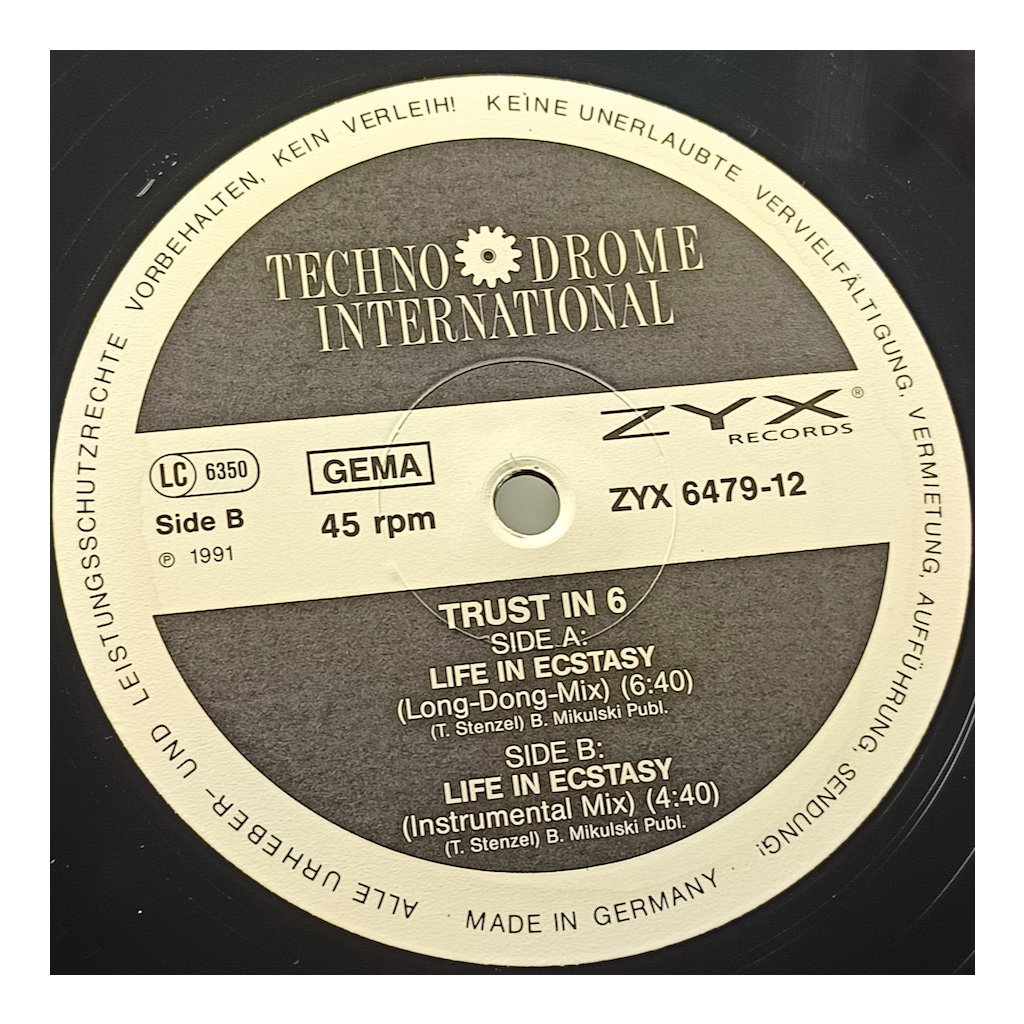 ALLE URHEBER- UND LEISTUNGSSCHUTZRECHTE VORBEHALTEN, KEIN VERLEIH! KEINE UNERLAUBTE VERVIELFÄLTIGUNG, VERMIETUNG, AUFFÜHRUNG, SENDUNG!
TECHNO DROME
INTERNATIONAL
ZYX®
RECORDS
LC 6350
GEMA
Side B
45 rpm
ZYX 6479-12
℗ 1991
TRUST IN 6
SIDE A:
LIFE IN ECSTASY
(Long-Dong-Mix) (6:40)
(T. Stenzel) B. Mikulski Publ.
SIDE B:
LIFE IN ECSTASY
(Instrumental Mix) (4:40)
(T. Stenzel) B. Mikulski Publ.
· MADE IN GERMANY ·